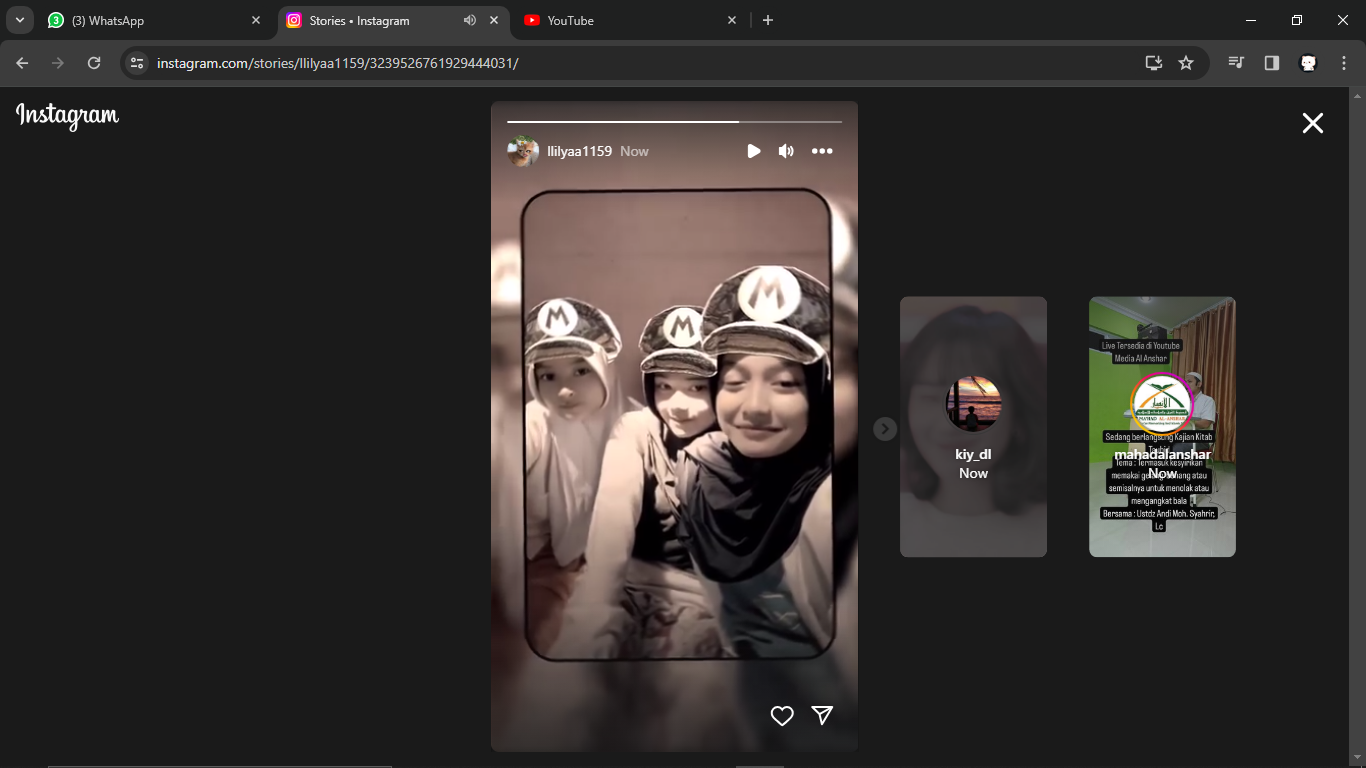 (3) WhatsApp
Stories • Instagram
YouTube
instagram.com/stories/llilyaa1159/3239526761929444031/
Instagram
llilyaa1159 Now
M
M
M
kiy_dl
Now
Live Tersedia di Youtube
Media Al Anshar
Sedang berlangsung Kajian Kitab
mahadalanshar
Now
Tema : Termasuk kesyirikan
memakai gelang, benang atau
semisalnya untuk menolak atau
mengangkat bala
Bersama : Ustdz Andi Moh. Syahrir,
Lc